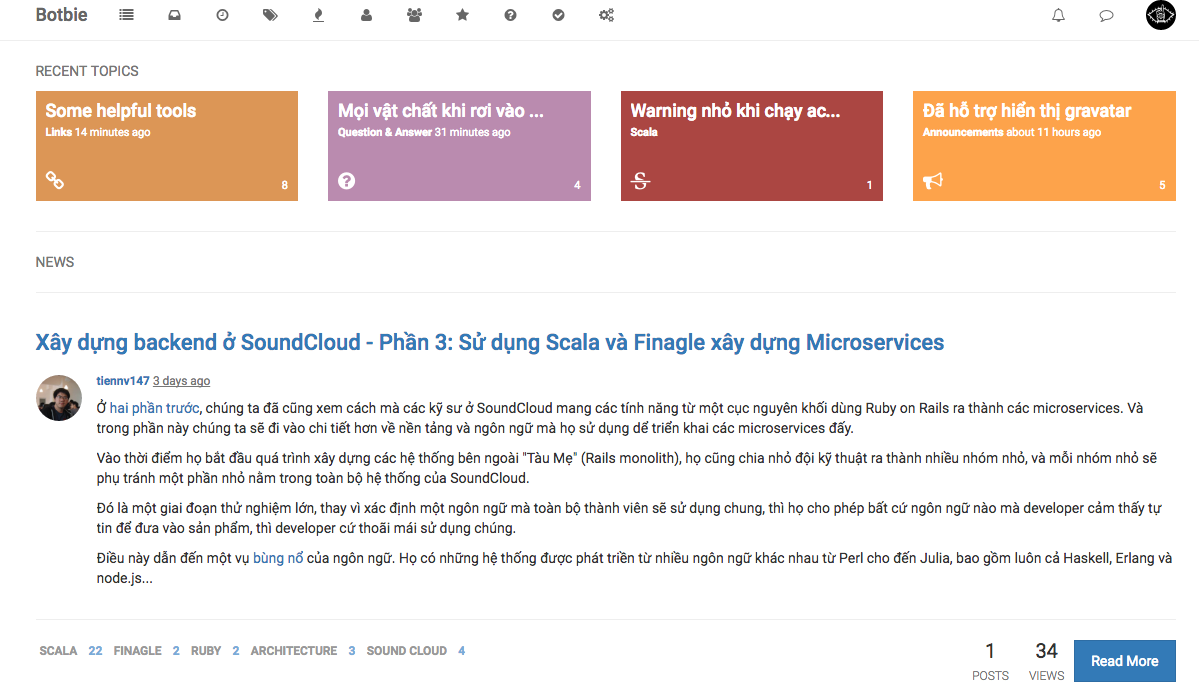 Botbie
RECENT TOPICS
Some helpful tools
Links 14 minutes ago
8
Mọi vật chất khi rơi vào ...
Question & Answer 31 minutes ago
4
Warning nhỏ khi chạy ac...
Scala
1
Đã hỗ trợ hiển thị gravatar
Announcements about 11 hours ago
5
NEWS
Xây dựng backend ở SoundCloud - Phần 3: Sử dụng Scala và Finagle xây dựng Microservices
tiennv147 3 days ago
Ở hai phần trước, chúng ta đã cũng xem cách mà các kỹ sư ở SoundCloud mang các tính năng từ một cục nguyên khối dùng Ruby on Rails ra thành các microservices. Và
trong phần này chúng ta sẽ đi vào chi tiết hơn về nền tảng và ngôn ngữ mà họ sử dụng dể triển khai các microservices đấy.
Vào thời điểm họ bắt đầu quá trình xây dựng các hệ thống bên ngoài "Tàu Mẹ" (Rails monolith), họ cũng chia nhỏ đội kỹ thuật ra thành nhiều nhóm nhỏ, và mỗi nhóm nhỏ sẽ
phụ tránh một phần nhỏ nằm trong toàn bộ hệ thống của SoundCloud.
Đó là một giai đoạn thử nghiệm lớn, thay vì xác định một ngôn ngữ mà toàn bộ thành viên sẽ sử dụng chung, thì họ cho phép bất cứ ngôn ngữ nào mà developer cảm thấy tự
tin để đưa vào sản phẩm, thì developer cứ thoãi mái sử dụng chúng.
Điều này dẫn đến một vụ bùng nổ của ngôn ngữ. Họ có những hệ thống được phát triền từ nhiều ngôn ngữ khác nhau từ Perl cho đến Julia, bao gồm luôn cả Haskell, Erlang và
node.js...
SCALA 22 FINAGLE 2 RUBY 2 ARCHITECTURE 3 SOUND CLOUD 4
1
POSTS
34
VIEWS
Read More